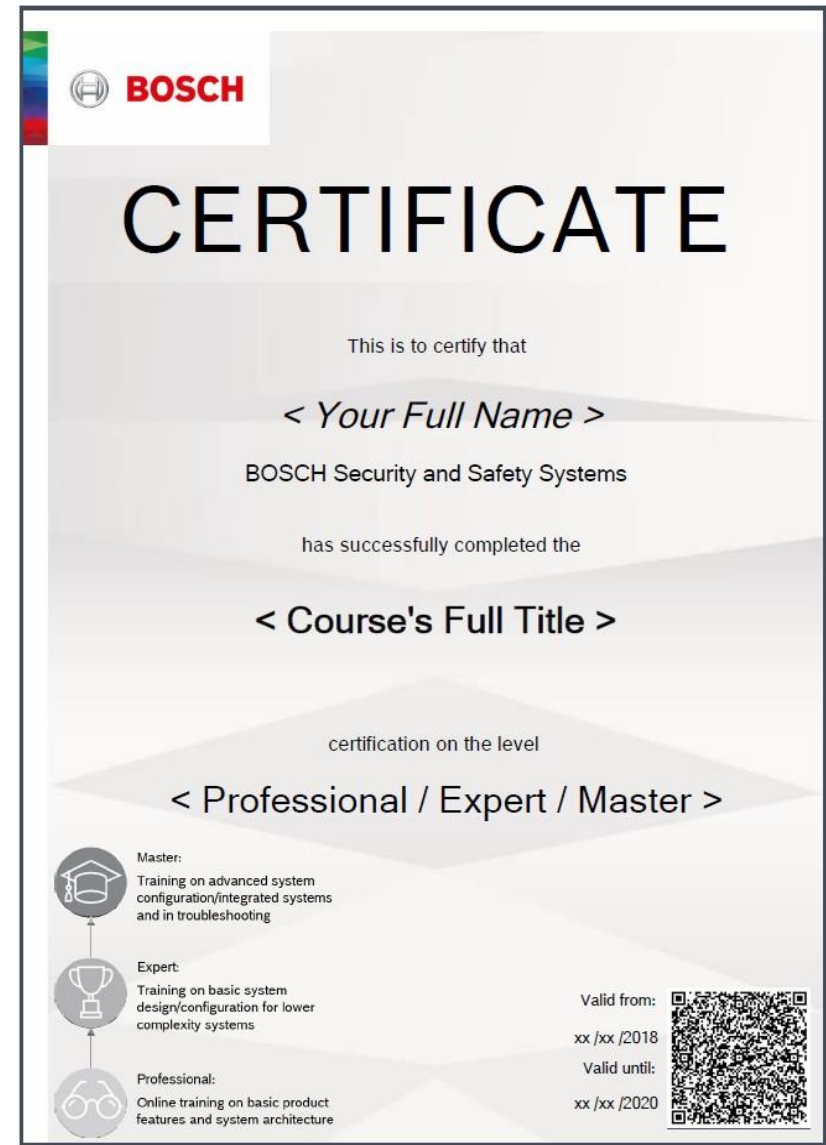 BOSCH
CERTIFICATE
This is to certify that
< Your Full Name >
BOSCH Security and Safety Systems
has successfully completed the
< Course's Full Title >
certification on the level
< Professional / Expert / Master >
Master:
Training on advanced system
configuration/integrated systems
and in troubleshooting
Expert:
Training on basic system
design/configuration for lower
complexity systems
Professional:
Online training on basic product
features and system architecture
Valid from:
xx /xx /2018
Valid until:
xx /xx /2020